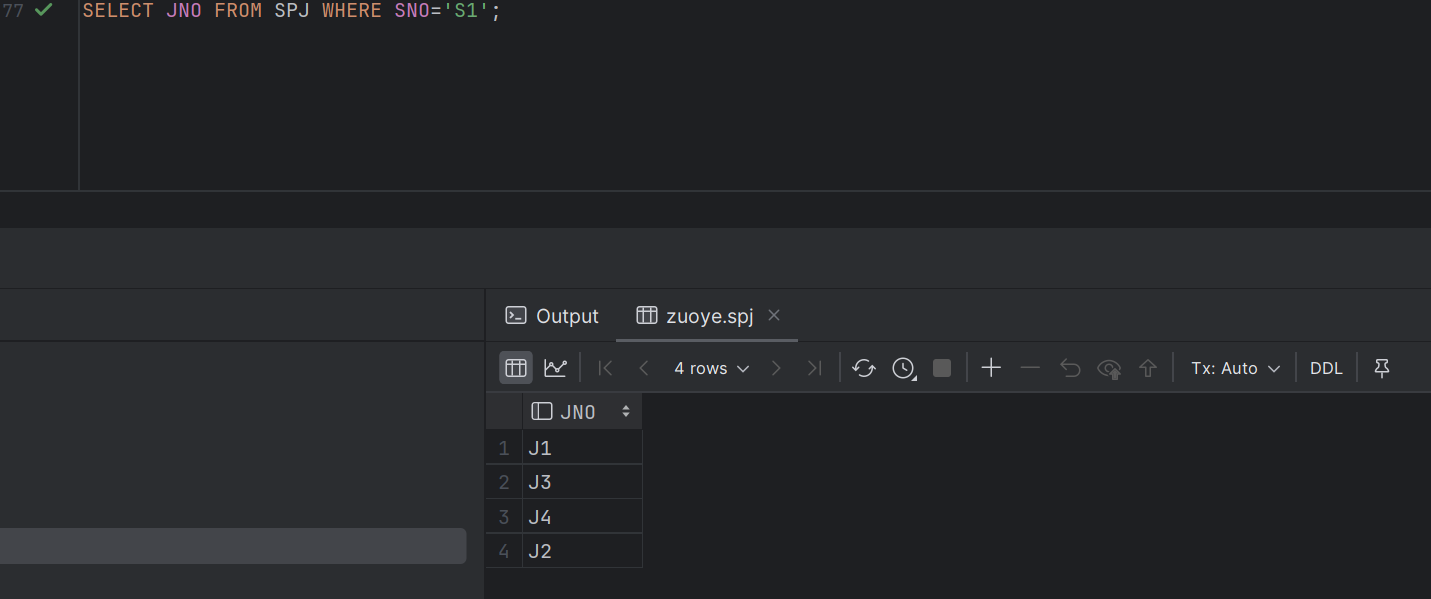 77 SELECT JNO FROM SPJ WHERE SNO='S1';
Output zuoye.spj
4 rows Tx: Auto DDL
JNO
1 J1
2 J3
3 J4
4 J2